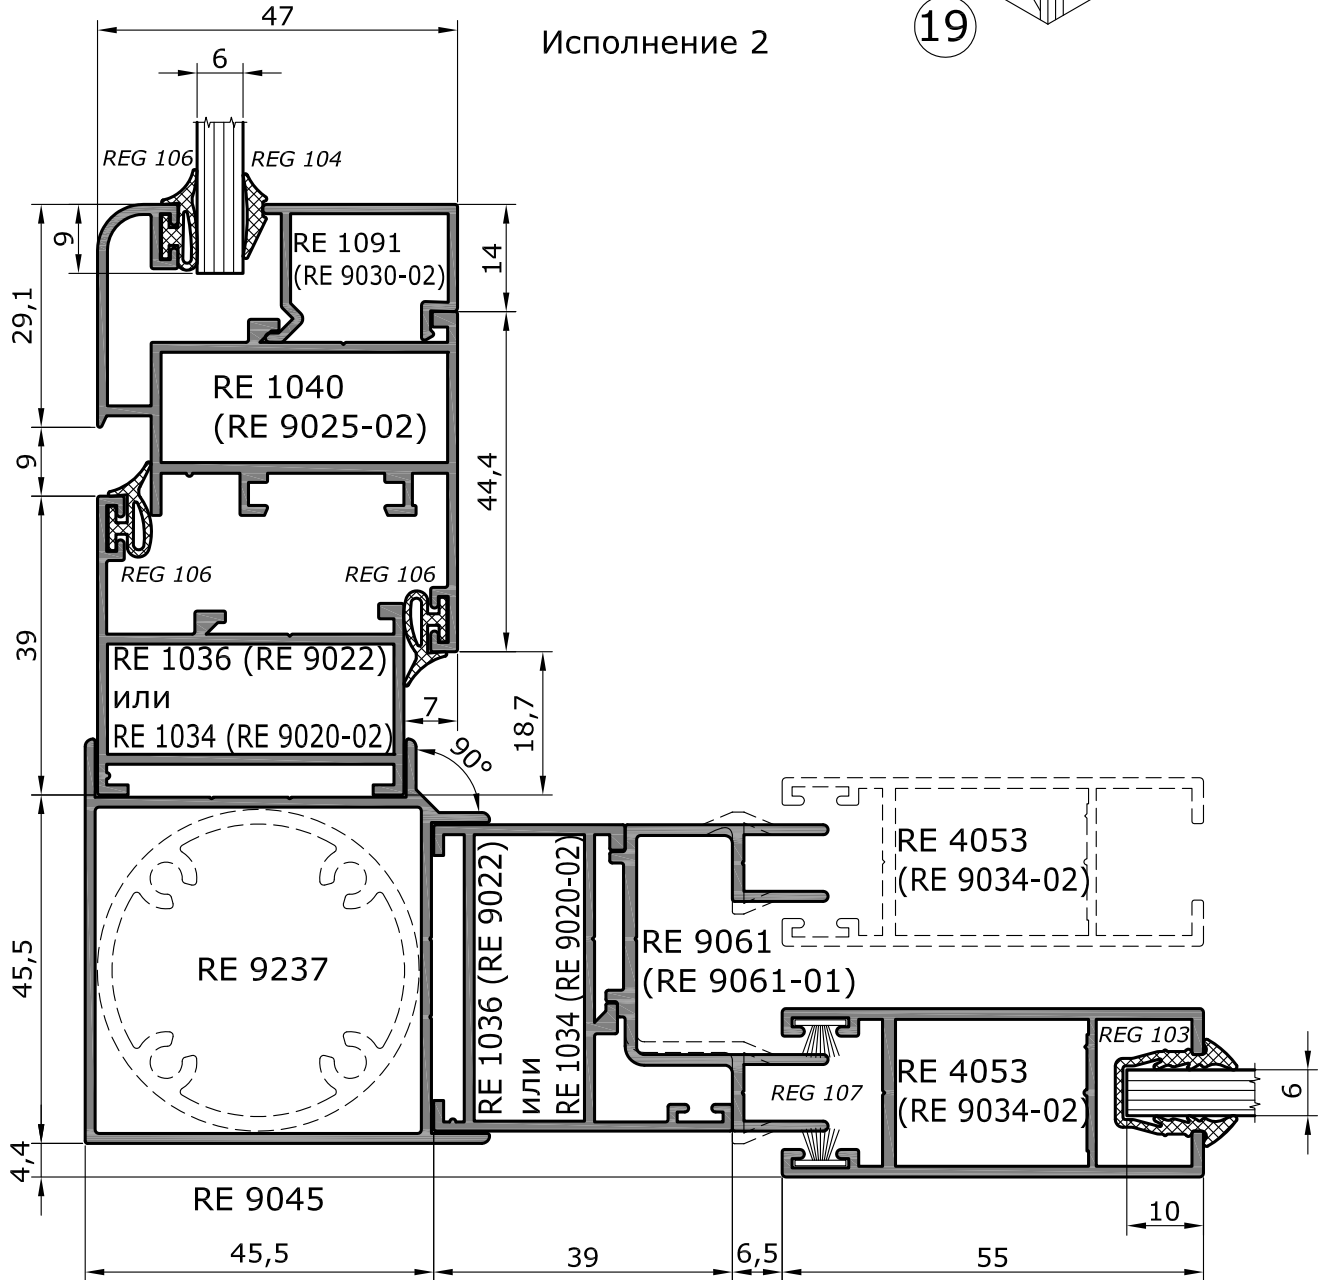 47
Исполнение 2
19
6
REG 106
REG 104
9
29,1
RE 1091
(RE 9030-02)
14
RE 1040
(RE 9025-02)
9
44,4
REG 106
REG 106
39
RE 1036 (RE 9022)
или
RE 1034 (RE 9020-02)
7
18,7
90°
RE 4053
(RE 9034-02)
RE 1036 (RE 9022)
или
RE 1034 (RE 9020-02)
RE 9061
(RE 9061-01)
45,5
RE 9237
REG 103
RE 4053
(RE 9034-02)
REG 107
6
4,4
RE 9045
10
45,5
39
6,5
55